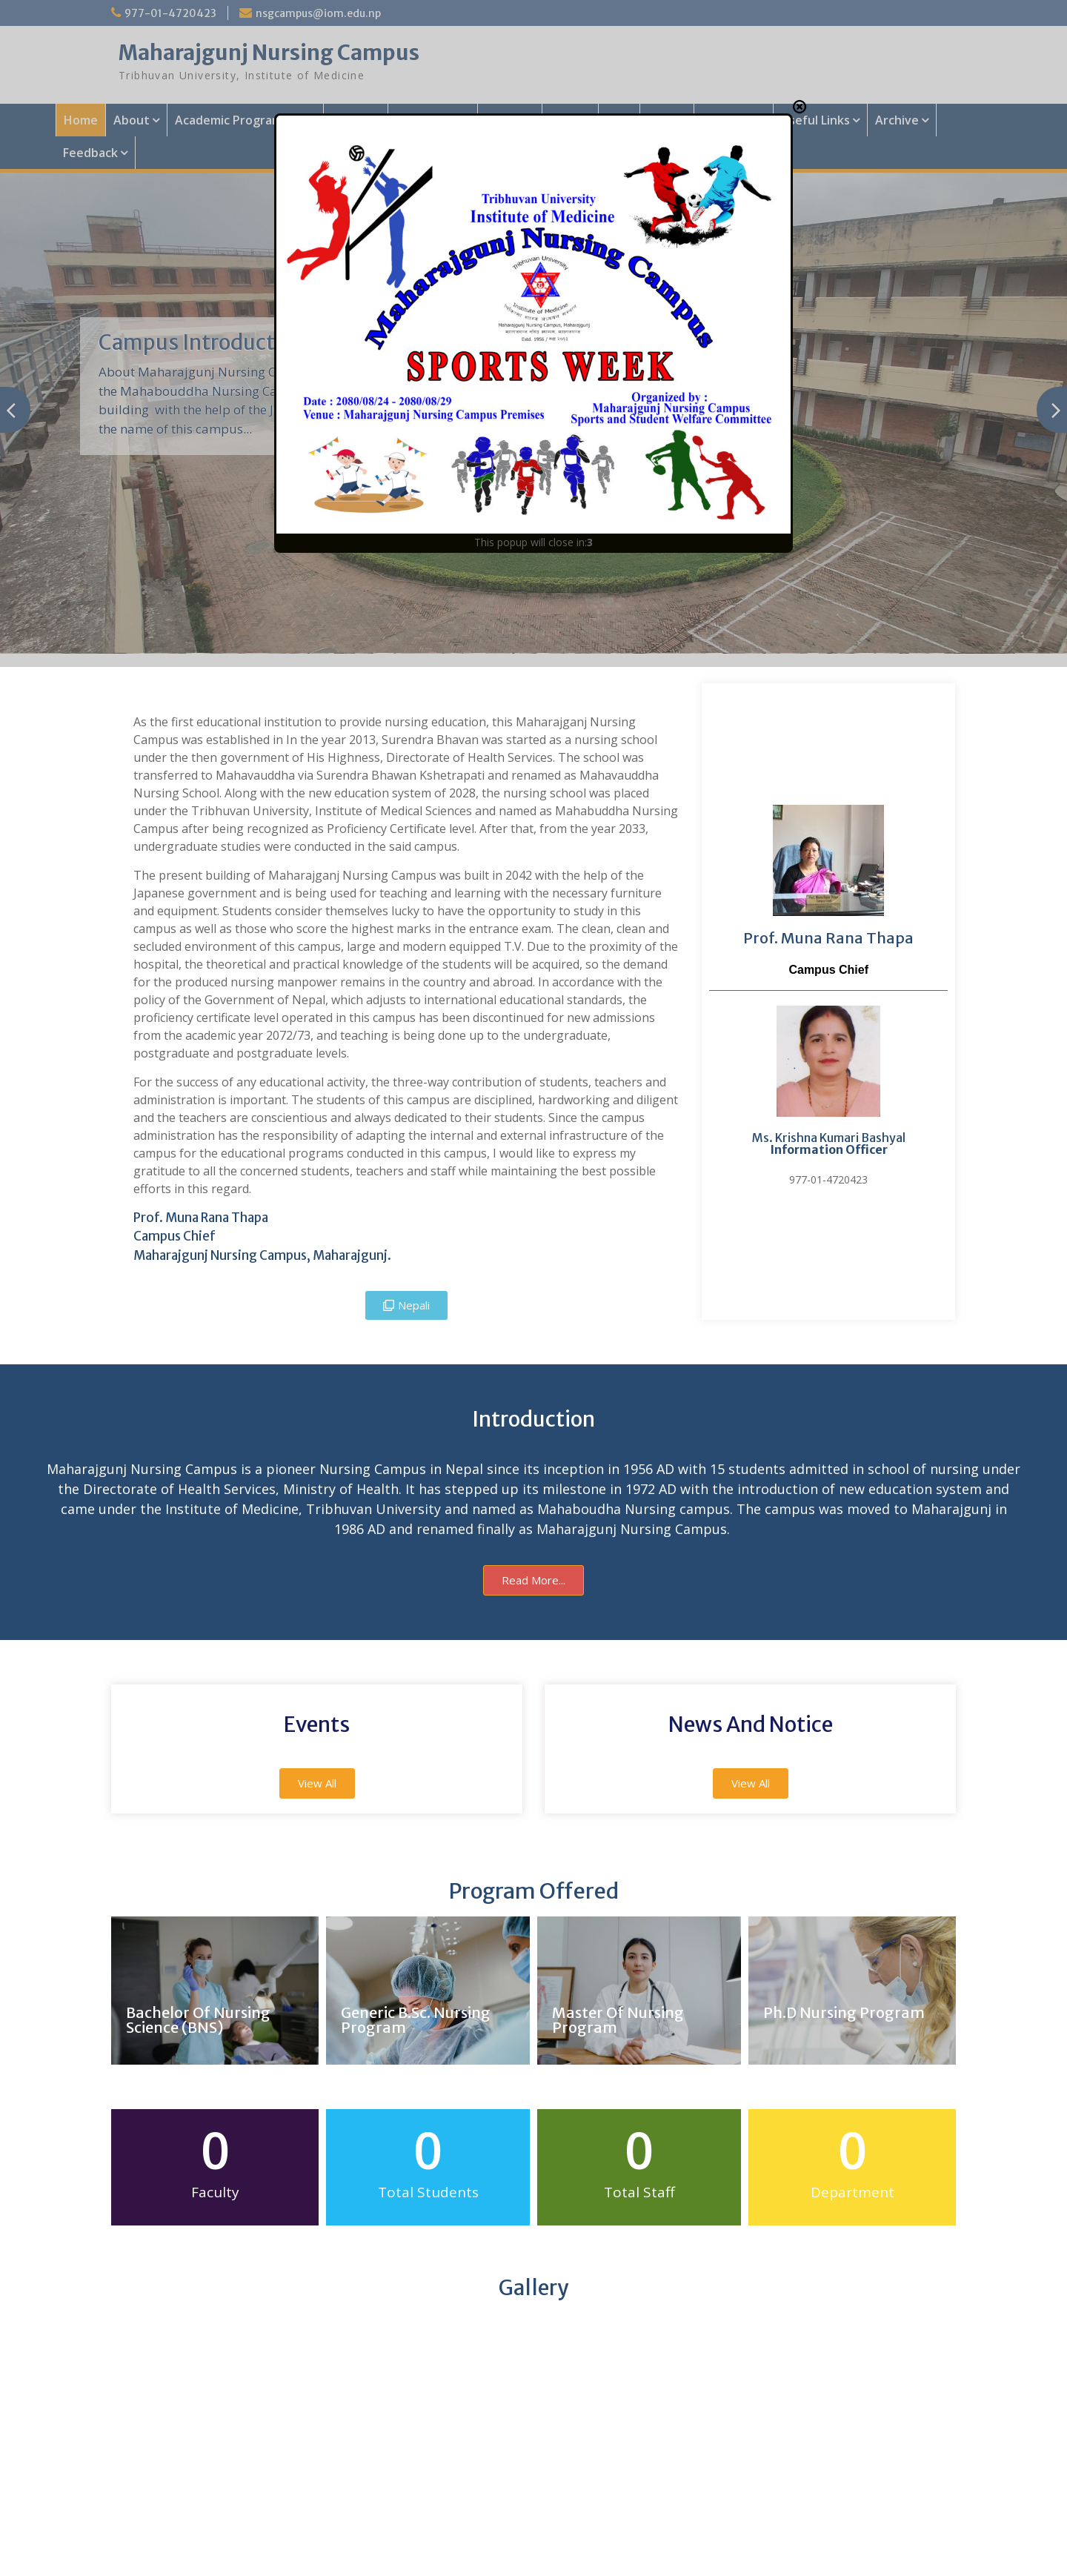 977-01-4720423
nsgcampus@iom.edu.np
Maharajgunj Nursing Campus
Tribhuvan University, Institute of Medicine
Home
About
Academic
Links
Archive
Feedback
Tribhuvan University
Institute of Medicine
Maharajgunj Nursing Campus
Tribhuvan University
Institute of Medicine
Maharajgunj Nursing Campus, Maharajgunj
SPORTS WEEK
Date : 2080/08/24 - 2080/08/29
Venue : Maharajgunj Nursing Campus Premises
Organized by :
Maharajgunj Nursing Campus
Sports and Student Welfare Committee
This popup will close in:3
Campus
About Maharajgunj Nursing
the Mahabouddha Nursing
building with the help of the
the name of this campus...
As the first educational institution to provide nursing education, this Maharajganj Nursing
Campus was established in In the year 2013, Surendra Bhavan was started as a nursing school
under the then government of His Highness, Directorate of Health Services. The school was
transferred to Mahavauddha via Surendra Bhawan Kshetrapati and renamed as Mahavauddha
Nursing School. Along with the new education system of 2028, the nursing school was placed
under the Tribhuvan University, Institute of Medical Sciences and named as Mahabuddha Nursing
Campus after being recognized as Proficiency Certificate level. After that, from the year 2033,
undergraduate studies were conducted in the said campus.
The present building of Maharajganj Nursing Campus was built in 2042 with the help of the
Japanese government and is being used for teaching and learning with the necessary furniture
and equipment. Students consider themselves lucky to have the opportunity to study in this
campus as well as those who score the highest marks in the entrance exam. The clean, clean and
secluded environment of this campus, large and modern equipped T.V. Due to the proximity of the
hospital, the theoretical and practical knowledge of the students will be acquired, so the demand
for the produced nursing manpower remains in the country and abroad. In accordance with the
policy of the Government of Nepal, which adjusts to international educational standards, the
proficiency certificate level operated in this campus has been discontinued for new admissions
from the academic year 2072/73, and teaching is being done up to the undergraduate,
postgraduate and postgraduate levels.
For the success of any educational activity, the three-way contribution of students, teachers and
administration is important. The students of this campus are disciplined, hardworking and diligent
and the teachers are conscientious and always dedicated to their students. Since the campus
administration has the responsibility of adapting the internal and external infrastructure of the
campus for the educational programs conducted in this campus, I would like to express my
gratitude to all the concerned students, teachers and staff while maintaining the best possible
efforts in this regard.
Prof. Muna Rana Thapa
Campus Chief
Maharajgunj Nursing Campus, Maharajgunj.
Nepali
Prof. Muna Rana Thapa
Campus Chief
Ms. Krishna Kumari Bashyal
Information Officer
977-01-4720423
Introduction
Maharajgunj Nursing Campus is a pioneer Nursing Campus in Nepal since its inception in 1956 AD with 15 students admitted in school of nursing under
the Directorate of Health Services, Ministry of Health. It has stepped up its milestone in 1972 AD with the introduction of new education system and
came under the Institute of Medicine, Tribhuvan University and named as Mahaboudha Nursing campus. The campus was moved to Maharajgunj in
1986 AD and renamed finally as Maharajgunj Nursing Campus.
Read More...
Events
View All
News And Notice
View All
Program Offered
Bachelor Of Nursing
Science (BNS)
Generic B.Sc. Nursing
Program
Master Of Nursing
Program
Ph.D Nursing Program
0
Faculty
0
Total Students
0
Total Staff
0
Department
Gallery